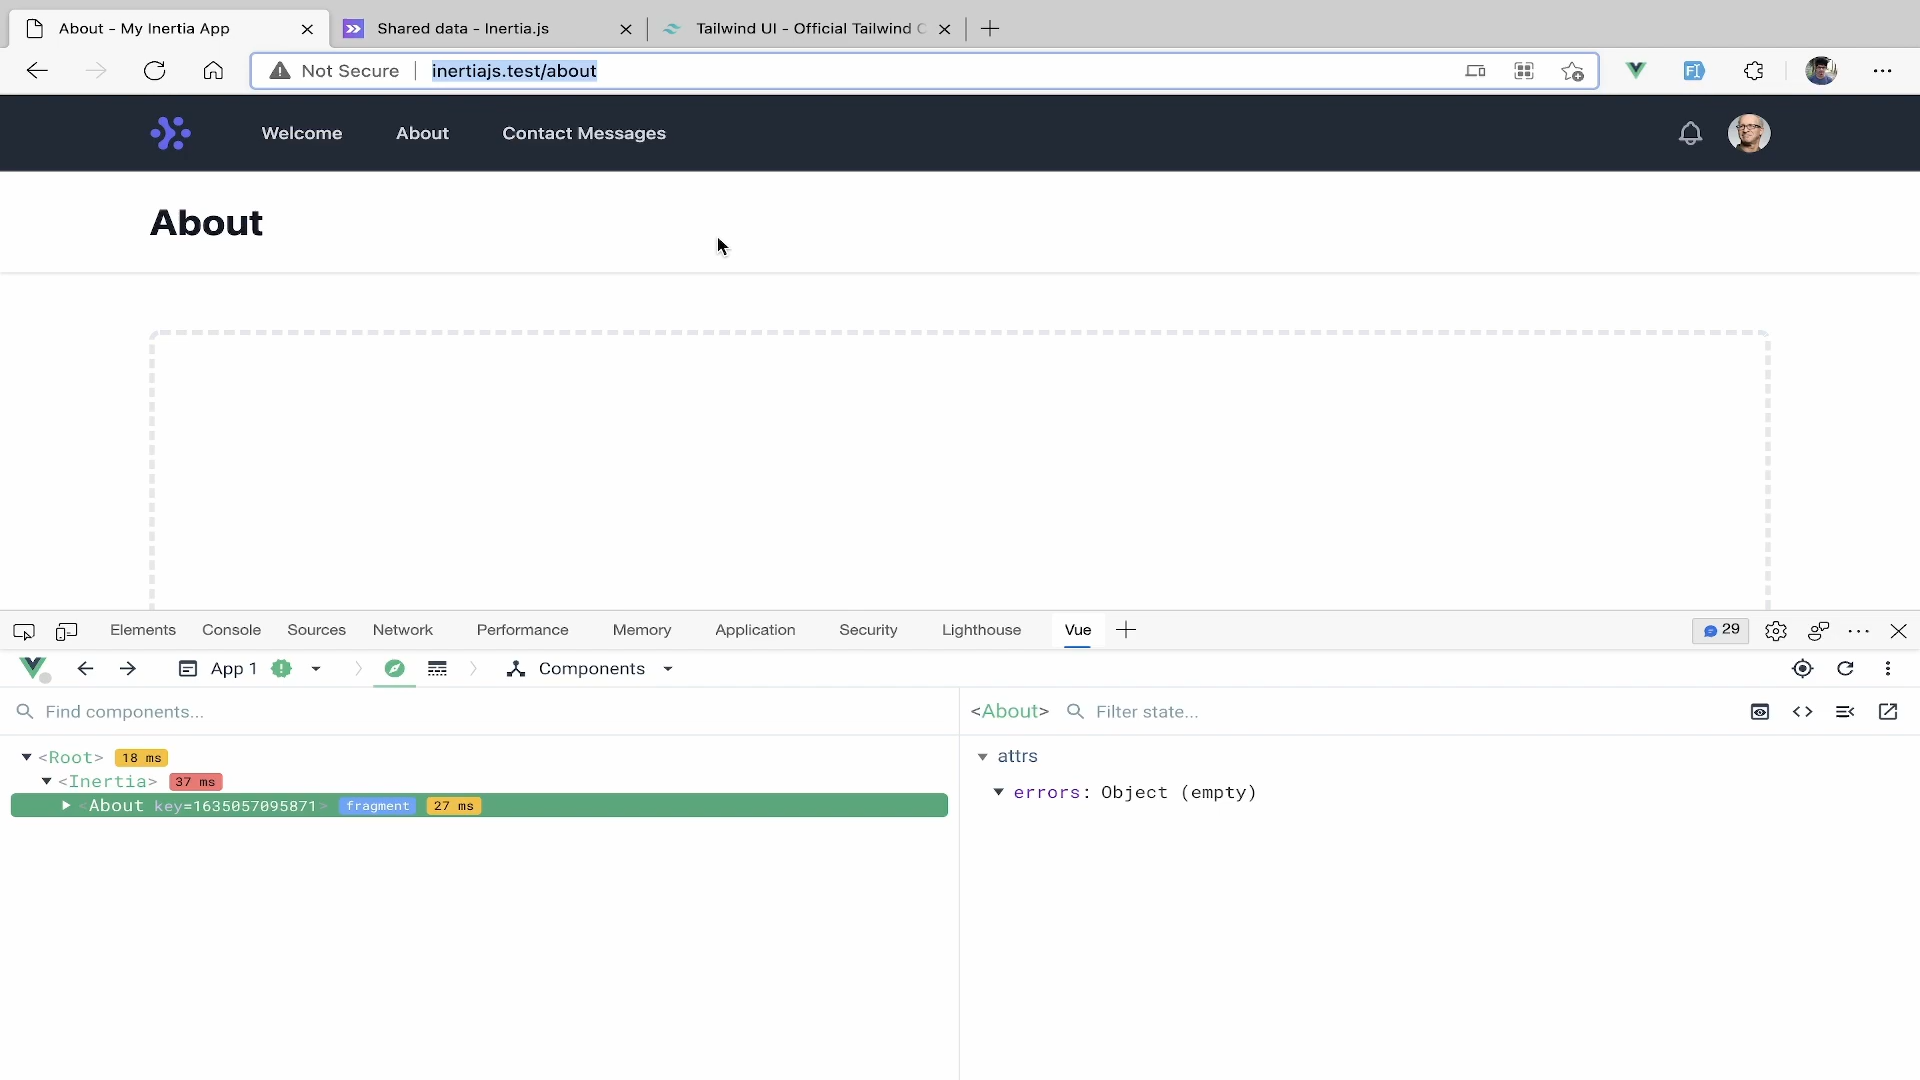 About - My Inertia App
Shared data - Inertia.js
Tailwind UI - Official Tailwind C
Not Secure
inertiajs.test/about
FI
Welcome
About
Contact Messages
About
Elements
Console
Sources
Network
Performance
Memory
Application
Security
Lighthouse
Vue
29
App 1
Components
Find components...
<About>
Filter state...
<Root> 18 ms
<Inertia> 37 ms
<About key=1635057095871> fragment 27 ms
attrs
errors: Object (empty)